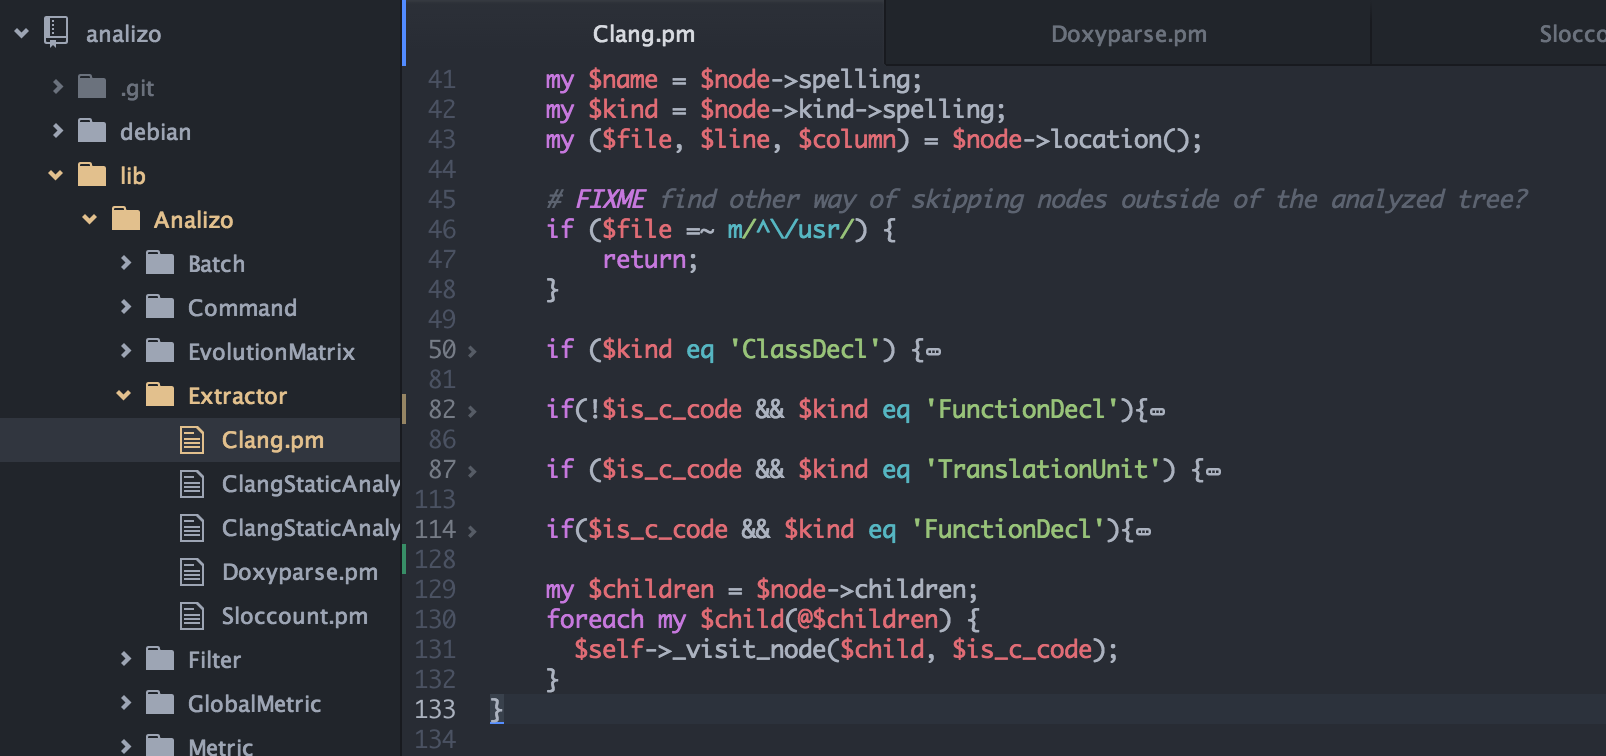 analizo
.git
debian
lib
Analizo
Batch
Command
EvolutionMatrix
Extractor
Clang.pm
ClangStaticAnaly
ClangStaticAnaly
Doxyparse.pm
Sloccount.pm
Filter
GlobalMetric
Metric
Clang.pm
Doxyparse.pm
Slocco
41 my $name = $node->spelling;
42 my $kind = $node->kind->spelling;
43 my ($file, $line, $column) = $node->location();
44
45 # FIXME find other way of skipping nodes outside of the analyzed tree?
46 if ($file =~ m/^\/usr/) {
47 return;
48 }
49
50 if ($kind eq 'ClassDecl') {…
81
82 if(!$is_c_code && $kind eq 'FunctionDecl'){…
86
87 if ($is_c_code && $kind eq 'TranslationUnit') {…
113
114 if($is_c_code && $kind eq 'FunctionDecl'){…
128
129 my $children = $node->children;
130 foreach my $child(@$children) {
131 $self->_visit_node($child, $is_c_code);
132 }
133 }
134